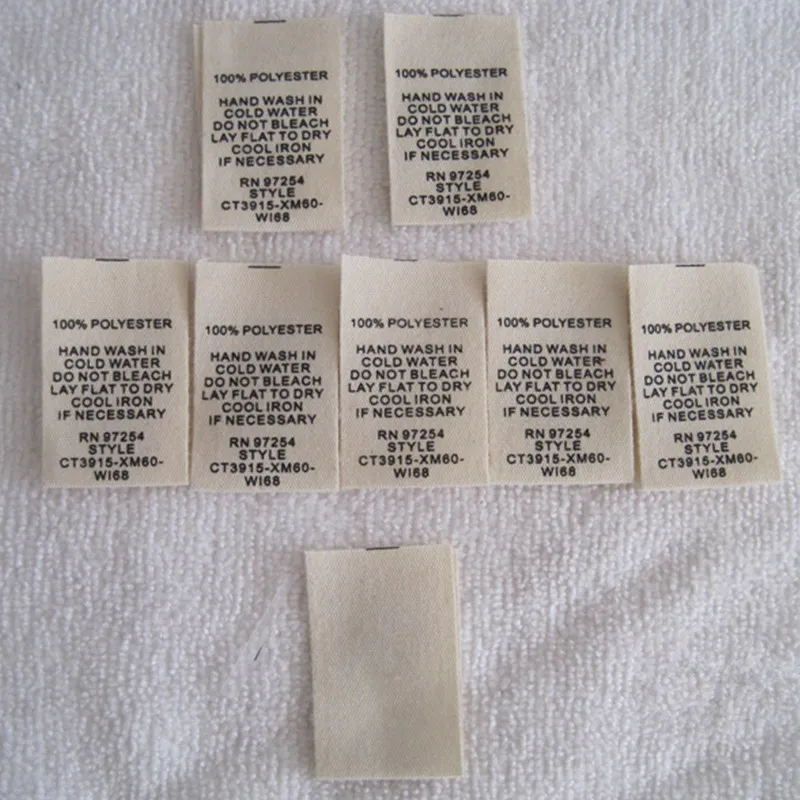 100% POLYESTER
HAND WASH IN
COLD WATER
DO NOT BLEACH
LAY FLAT TO DRY
COOL IRON
IF NECESSARY
RN 97254
STYLE
CT3915-XM60-
WI68
100% POLYESTER
HAND WASH IN
COLD WATER
DO NOT BLEACH
LAY FLAT TO DRY
COOL IRON
IF NECESSARY
RN 97254
STYLE
CT3915-XM60-
WI68
100% POLYESTER
HAND WASH IN
COLD WATER
DO NOT BLEACH
LAY FLAT TO DRY
COOL IRON
IF NECESSARY
RN 97254
STYLE
CT3915-XM60-
WI68
100% POLYESTER
HAND WASH IN
COLD WATER
DO NOT BLEACH
LAY FLAT TO DRY
COOL IRON
IF NECESSARY
RN 97254
STYLE
CT3915-XM60-
WI68
100% POLYESTER
HAND WASH IN
COLD WATER
DO NOT BLEACH
LAY FLAT TO DRY
COOL IRON
IF NECESSARY
RN 97254
STYLE
CT3915-XM60-
WI68
100% POLYESTER
HAND WASH IN
COLD WATER
DO NOT BLEACH
LAY FLAT TO DRY
COOL IRON
IF NECESSARY
RN 97254
STYLE
CT3915-XM60-
WI68
100% POLYESTER
HAND WASH IN
COLD WATER
DO NOT BLEACH
LAY FLAT TO DRY
COOL IRON
IF NECESSARY
RN 97254
STYLE
CT3915-XM60-
WI68